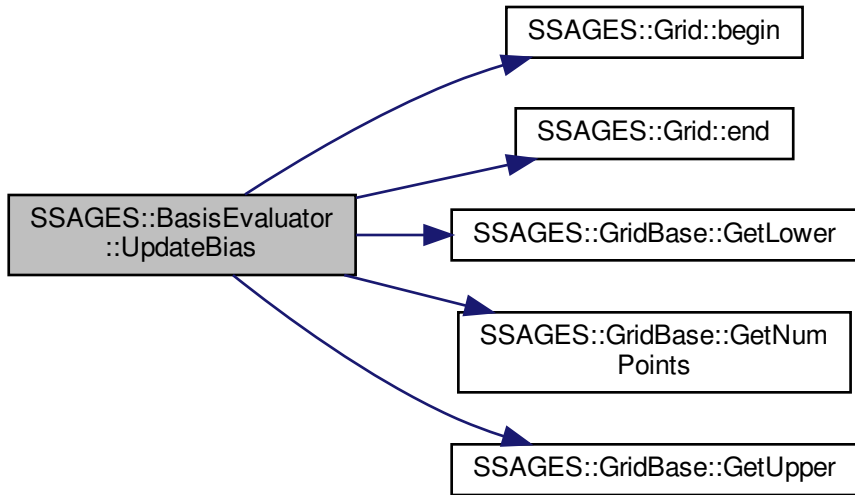 SSAGES::Grid::begin
SSAGES::Grid::end
SSAGES::BasisEvaluator
::UpdateBias
SSAGES::GridBase::GetLower
SSAGES::GridBase::GetNum
Points
SSAGES::GridBase::GetUpper